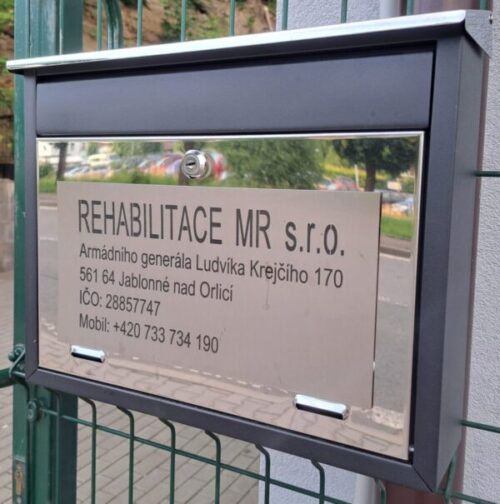 REHABILITACE MR s.r.o.
Armádního generála Ludvíka Krejčího 170
561 64 Jablonné nad Orlicí
IČO: 28857747
Mobil: +420 733 734 190